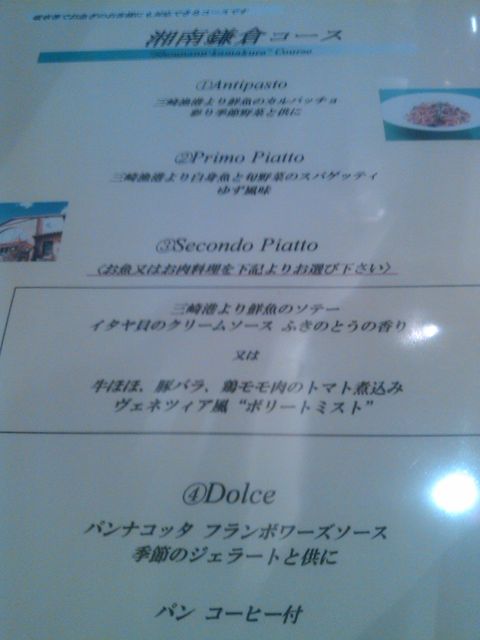 湘南鎌倉コース
"Shounann-kamakura" Course
①Antipasto
三崎漁港より鮮魚のカルパッチョ
彩り季節野菜と供に
②Primo Piatto
三崎漁港より白身魚と旬野菜のスパゲッティ
ゆず風味
③Secondo Piatto
〈お魚又はお肉料理を下記よりお選び下さい〉
三崎港より鮮魚のソテー
イタヤ貝のクリームソース ふきのとうの香り
又は
牛ほほ、豚バラ、鶏モモ肉のトマト煮込み
ヴェネツィア風“ボリートミスト”
④Dolce
パンナコッタ フランボワーズソース
季節のジェラートと供に
パン コーヒー付